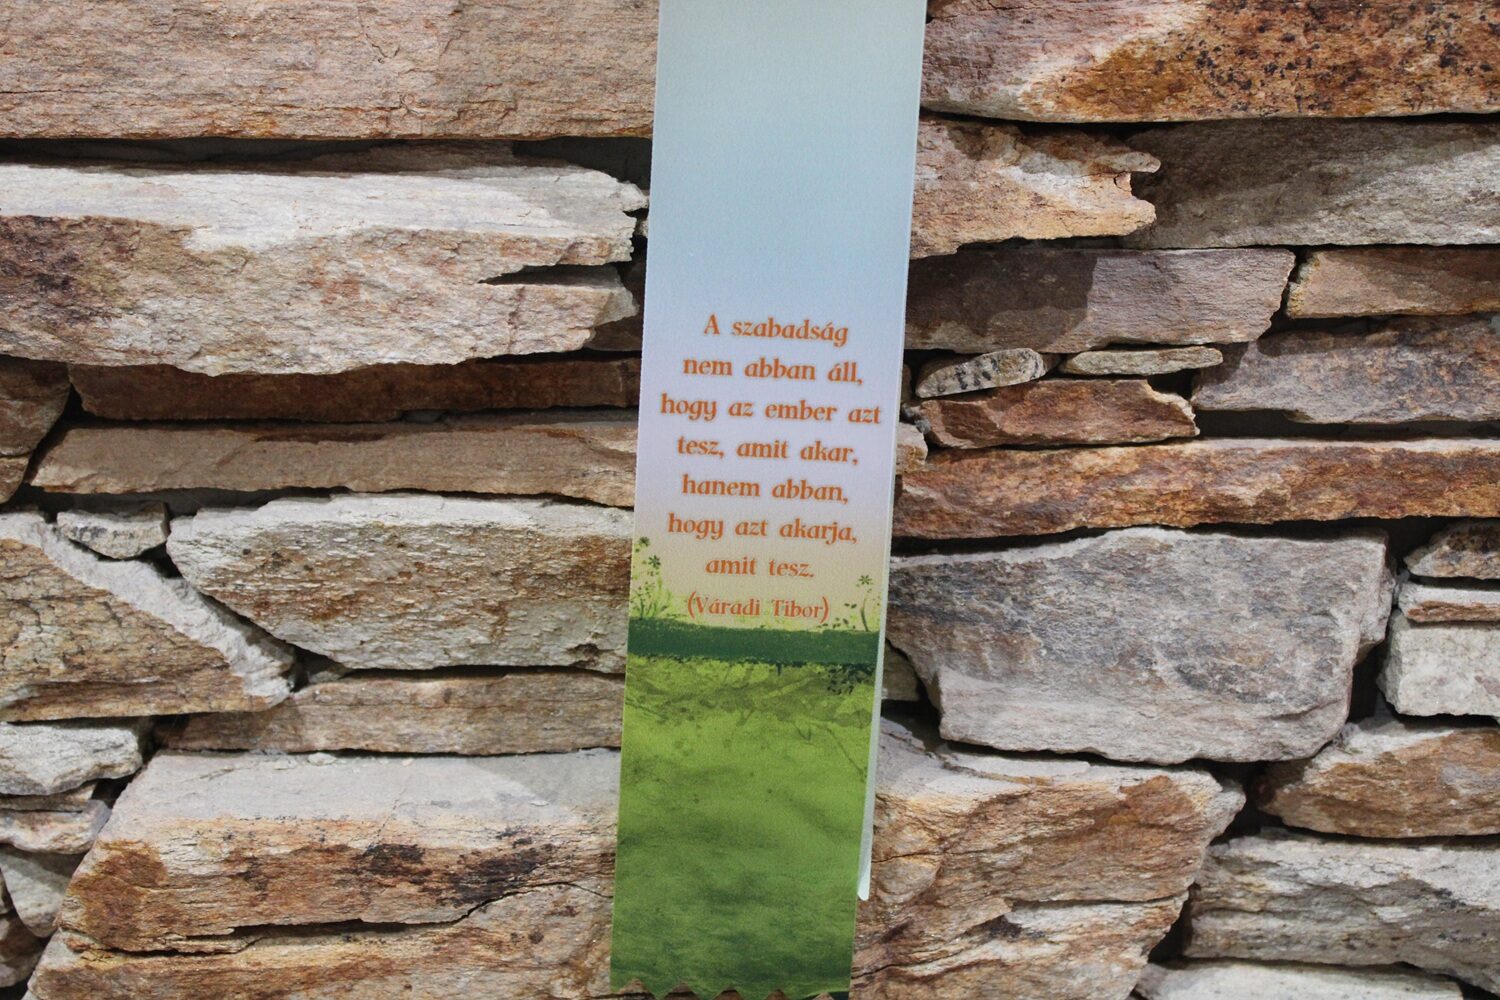 A szabadság
nem abban áll,
hogy az ember azt
tesz, amit akar,
hanem abban,
hogy azt akarja,
amit tesz.
(Váradi Tibor)